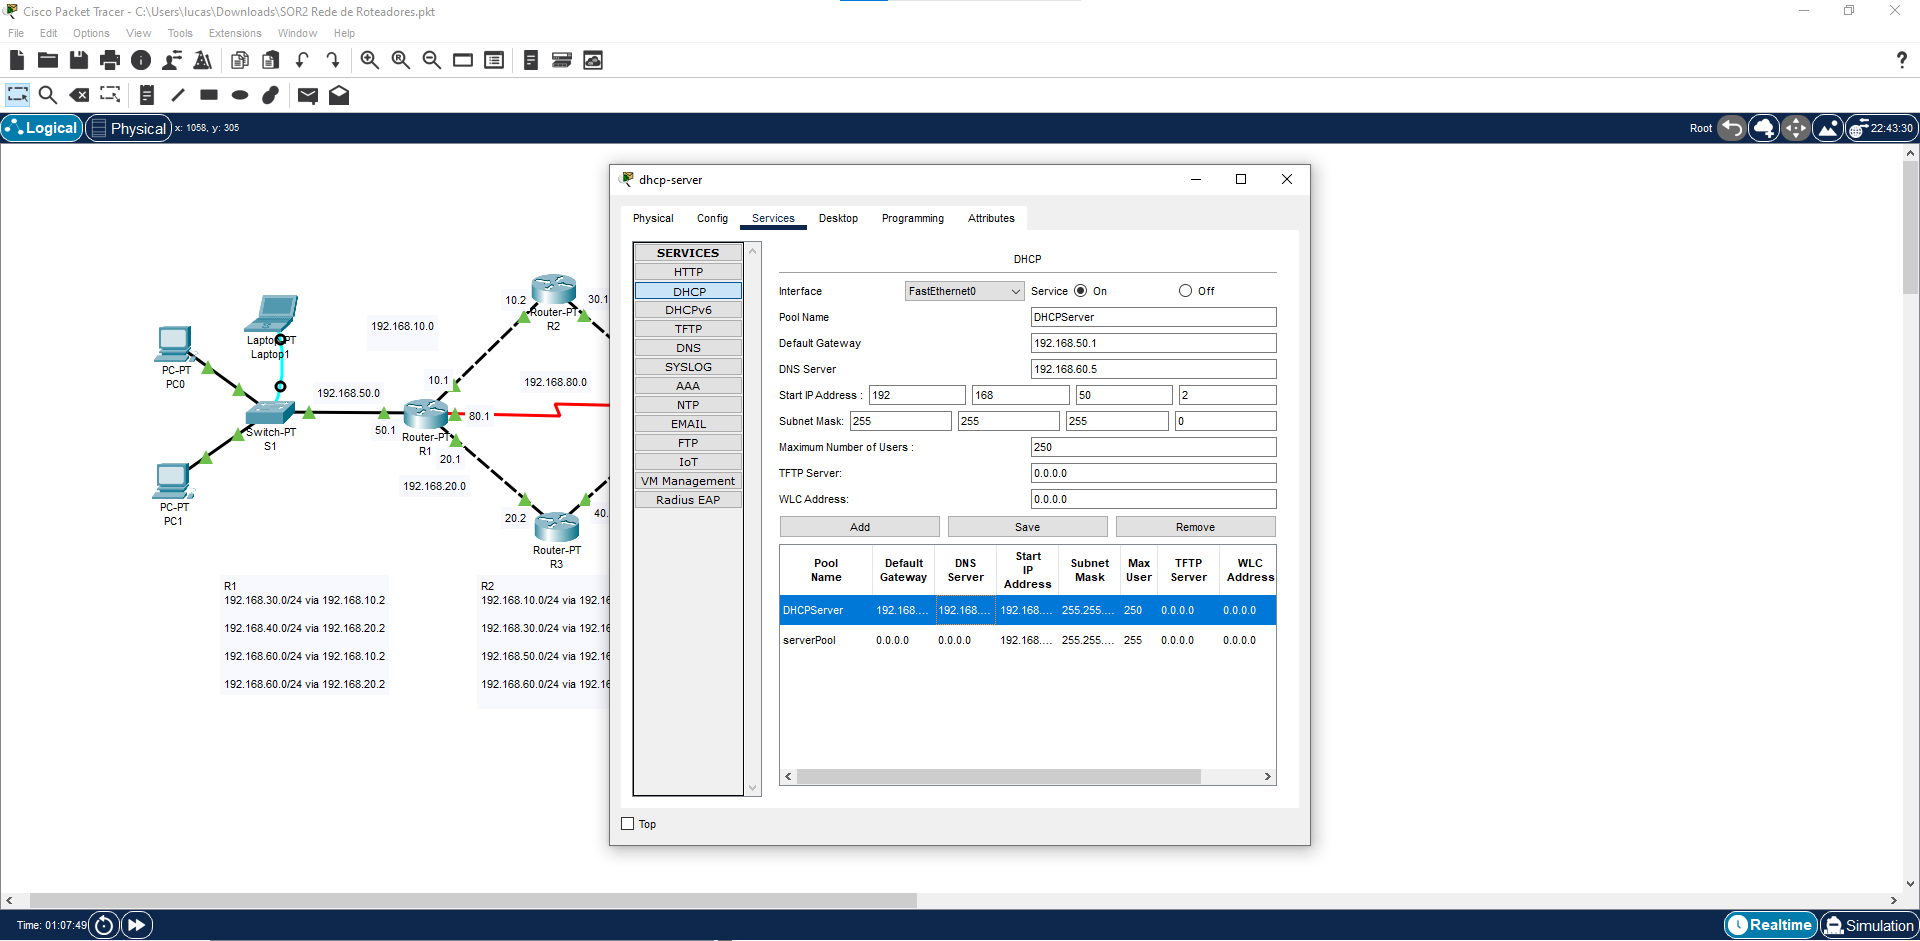 Cisco Packet Tracer - C:\Users\lucas\Downloads\SOR2 Rede de Roteadores.pkt
File Edit Options View Tools Extensions Window Help
?
Logical Physical x: 1058, y: 305
Root 22:43:30
192.168.10.0
10.2
Router-PT
R2
30.1
Laptop-PT
Laptop1
PC-PT
PC0
192.168.50.0
10.1
192.168.80.0
80.1
Switch-PT
S1
50.1
Router-PT
R1
20.1
192.168.20.0
PC-PT
PC1
20.2
40.
Router-PT
R3
R1
192.168.30.0/24 via 192.168.10.2
192.168.40.0/24 via 192.168.20.2
192.168.60.0/24 via 192.168.10.2
192.168.60.0/24 via 192.168.20.2
R2
192.168.10.0/24 via 192.16
192.168.30.0/24 via 192.16
192.168.50.0/24 via 192.16
192.168.60.0/24 via 192.16
dhcp-server
Physical Config Services Desktop Programming Attributes
SERVICES
HTTP
DHCP
DHCPv6
TFTP
DNS
SYSLOG
AAA
NTP
EMAIL
FTP
IoT
VM Management
Radius EAP
DHCP
Interface FastEthernet0 Service On Off
Pool Name DHCPServer
Default Gateway 192.168.50.1
DNS Server 192.168.60.5
Start IP Address : 192 168 50 2
Subnet Mask: 255 255 255 0
Maximum Number of Users : 250
TFTP Server: 0.0.0.0
WLC Address: 0.0.0.0
Add Save Remove
Pool Name Default Gateway DNS Server Start IP Address Subnet Mask Max User TFTP Server WLC Address
DHCPServer 192.168.... 192.168.... 192.168.... 255.255.... 250 0.0.0.0 0.0.0.0
serverPool 0.0.0.0 0.0.0.0 192.168.... 255.255.... 255 0.0.0.0 0.0.0.0
Top
Time: 01:07:49
Realtime Simulation